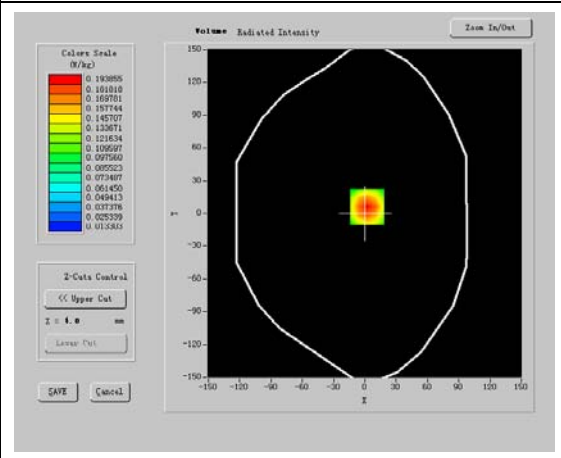 Volume Radiated Intensity
Zoom In/Out
Colors Scale
(W/kg)
0.193855
0.181818
0.169781
0.157744
0.145707
0.133671
0.121634
0.109597
0.097560
0.085523
0.073487
0.061450
0.049413
0.037376
0.025339
0.013303
Z-Cuts Control
<< Upper Cut
Z = 4.0 mm
Lower Cut
SAVE Cancel
150
120
90
60
30
0
-30
-60
-90
-120
-150
Y
-150 -120 -90 -60 -30 0 30 60 90 120 150
X